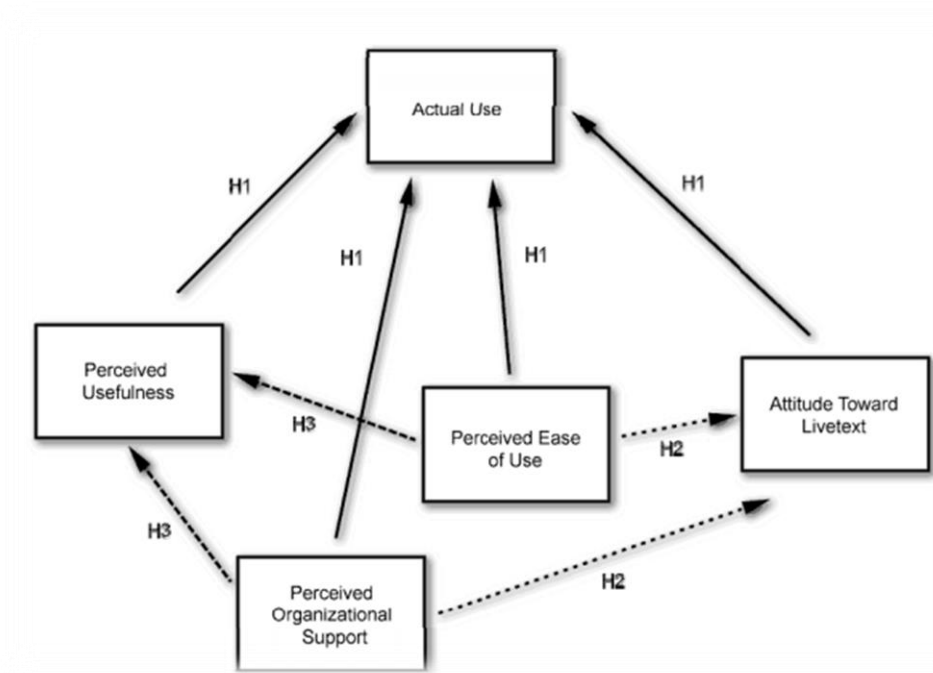 Actual Use
H1
H1
H1
H1
Perceived
Usefulness
Attitude Toward
Livetext
H3
Perceived Ease
of Use
H2
H3
H2
Perceived
Organizational
Support